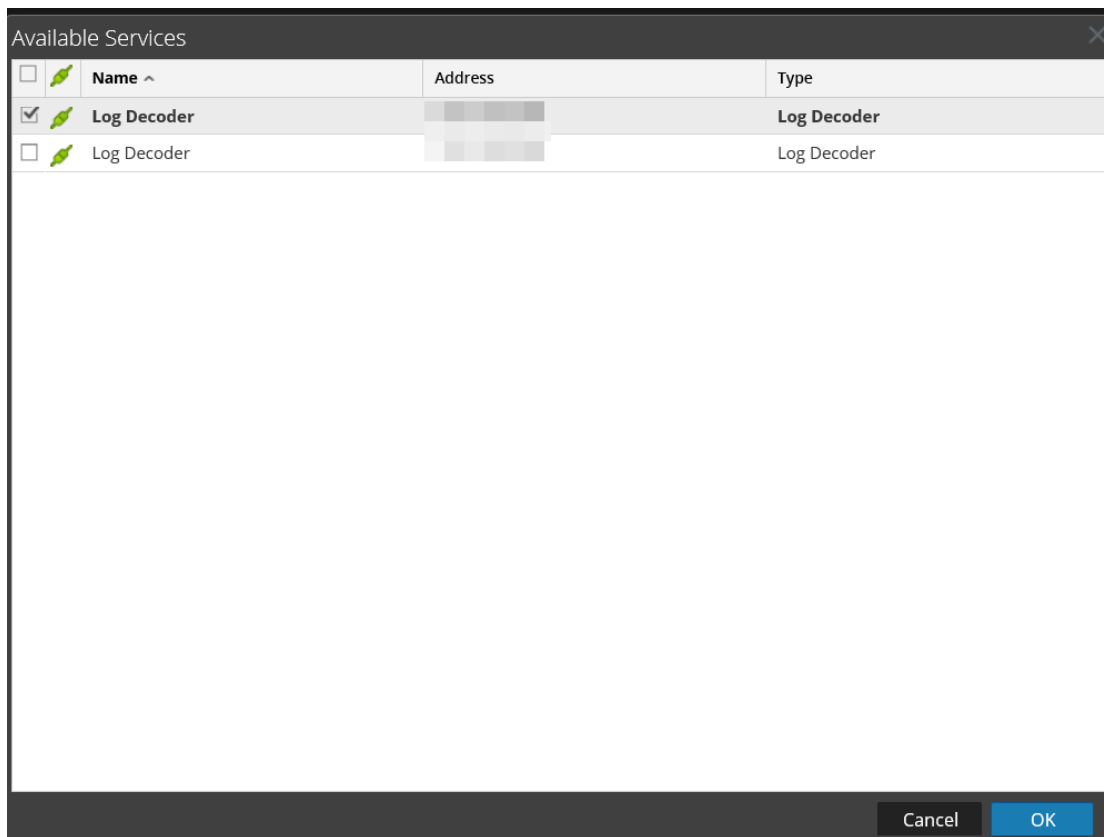 Available Services
Name Address Type
Log Decoder Log Decoder
Log Decoder Log Decoder
Cancel OK